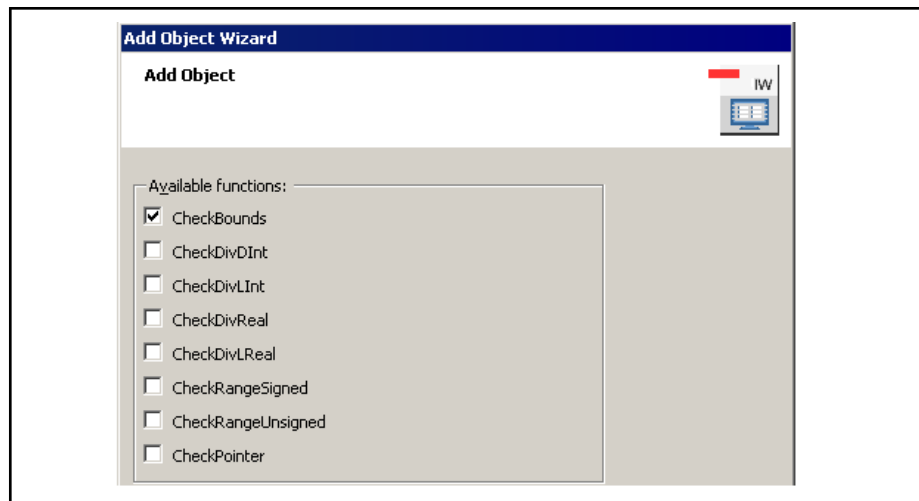 Add Object Wizard
Add Object
IW
Available functions:
CheckBounds
CheckDivDInt
CheckDivLInt
CheckDivReal
CheckDivLReal
CheckRangeSigned
CheckRangeUnsigned
CheckPointer